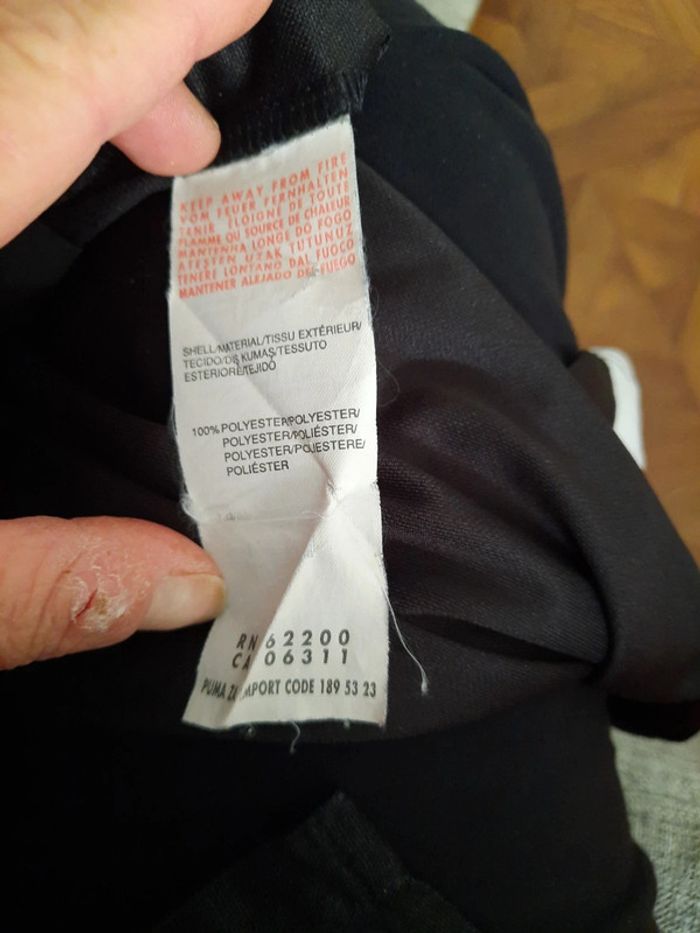 KEEP AWAY FROM FIRE
VOM FEUER FERNHALTEN
TENIR ÉLOIGNÉ DE TOUTE
FLAMME OU SOURCE DE CHALEUR
MANTENHA LONGE DO FOGO
ATEŞTEN UZAK TUTUNUZ
TENERE LONTANO DAL FUOCO
MANTENER ALEJADO DEL FUEGO
SHELL/MATERIAL/TISSU EXTÉRIEUR/
TECIDO/DIŞ KUMAŞ/TESSUTO
ESTERIORE/TEJIDO
100% POLYESTER/POLYESTER/
POLYESTER/POLIÉSTER/
POLYESTER/POLIESTERE/
POLIÉSTER
RN 62200
CA 06311
PUMA ZA IMPORT CODE 189 53 23